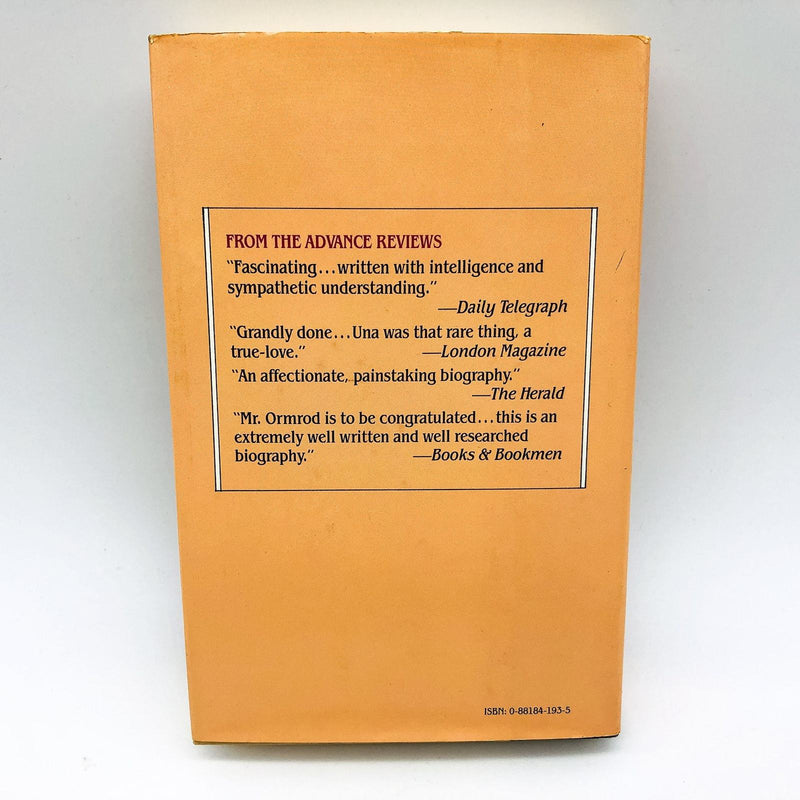 FROM THE ADVANCE REVIEWS
"Fascinating...written with intelligence and
sympathetic understanding."
—Daily Telegraph
"Grandly done...Una was that rare thing, a
true-love." —London Magazine
"An affectionate, painstaking biography."
—The Herald
"Mr. Ormrod is to be congratulated...this is an
extremely well written and well researched
biography." —Books & Bookmen
ISBN: 0-88184-193-5